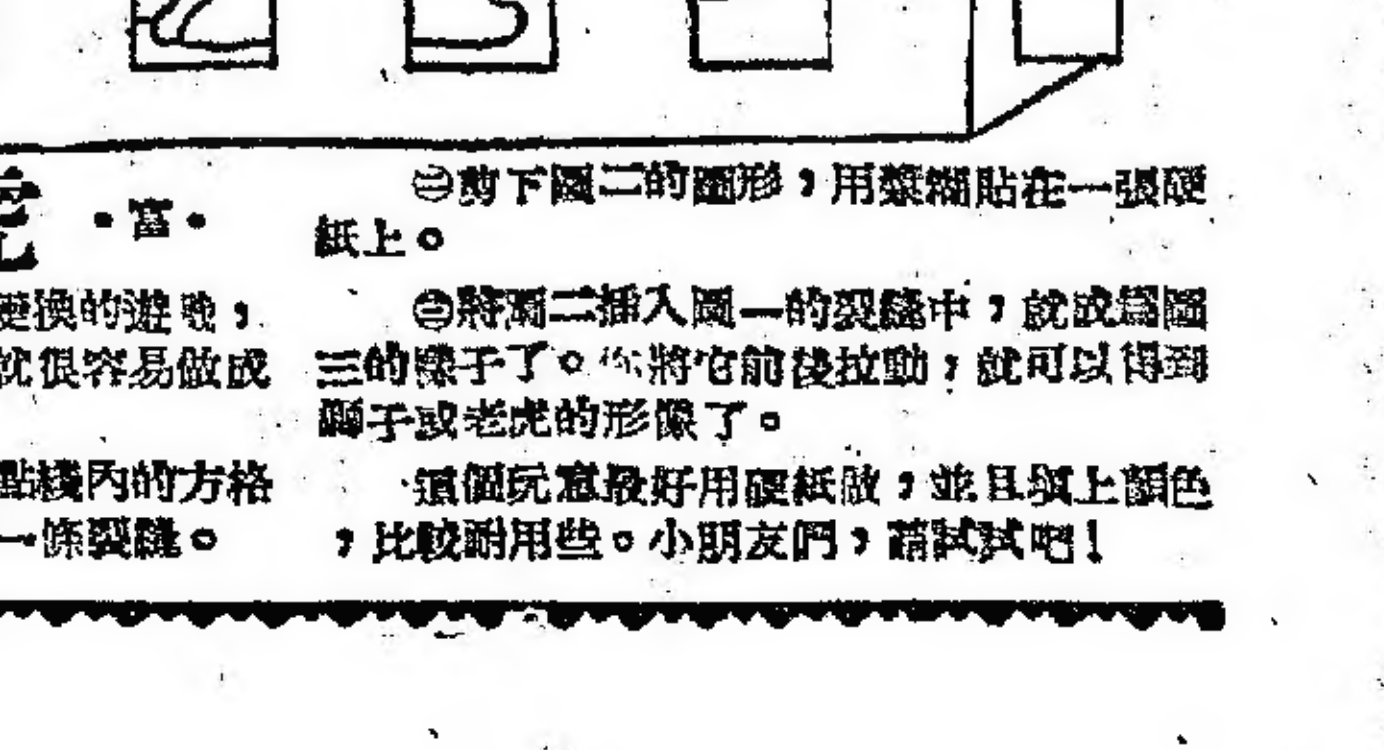 ・富・
更換的遊戲，
就很容易做成
點綫內的方格
一條裂縫。
㊁剪下圖二的圖形，用漿糊貼在一張硬
紙上。
㊂將圖二插入圖一的裂縫中，就成爲圖
三的樣子了。你將它前後拉動，就可以得到
獅子或老虎的形像了。
這個玩意最好用硬紙做，並且填上顏色
，比較耐用些。小朋友們，請試試吧！